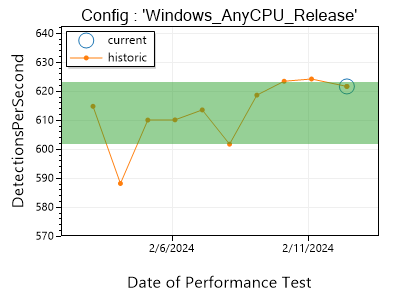 Config : 'Windows_AnyCPU_Release'
640
630
620
610
600
590
580
570
DetectionsPerSecond
current
historic
2/6/2024
2/11/2024
Date of Performance Test